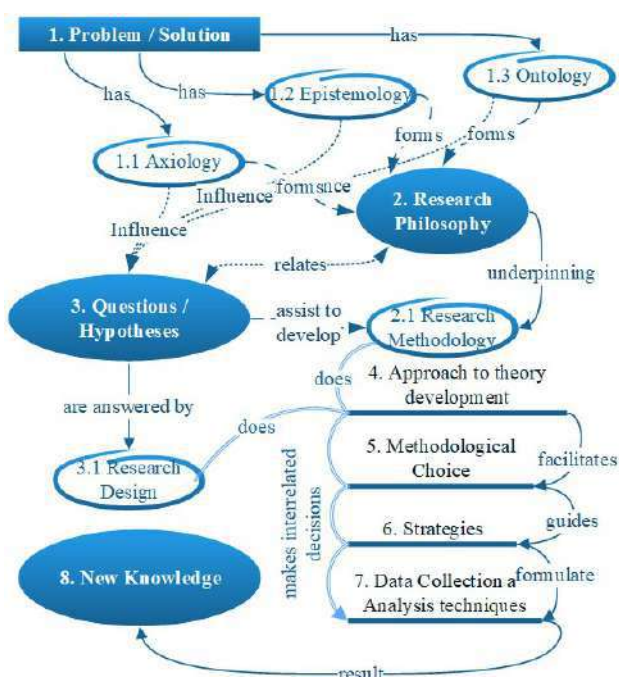 1. Problem / Solution
has
1.3 Ontology
has
has
1.2 Epistemology
forms
forms
1.1 Axiology
Influence
formsnce
2. Research
Philosophy
Influence
relates
underpinning
3. Questions /
Hypotheses
assist to
develop
2.1 Research
Methodology
does
4. Approach to theory
development
are answered by
does
5. Methodological
Choice
facilitates
3.1 Research
Design
makes interrelated
decisions
guides
6. Strategies
8. New Knowledge
7. Data Collection a
Analysis techniques
formulate
result